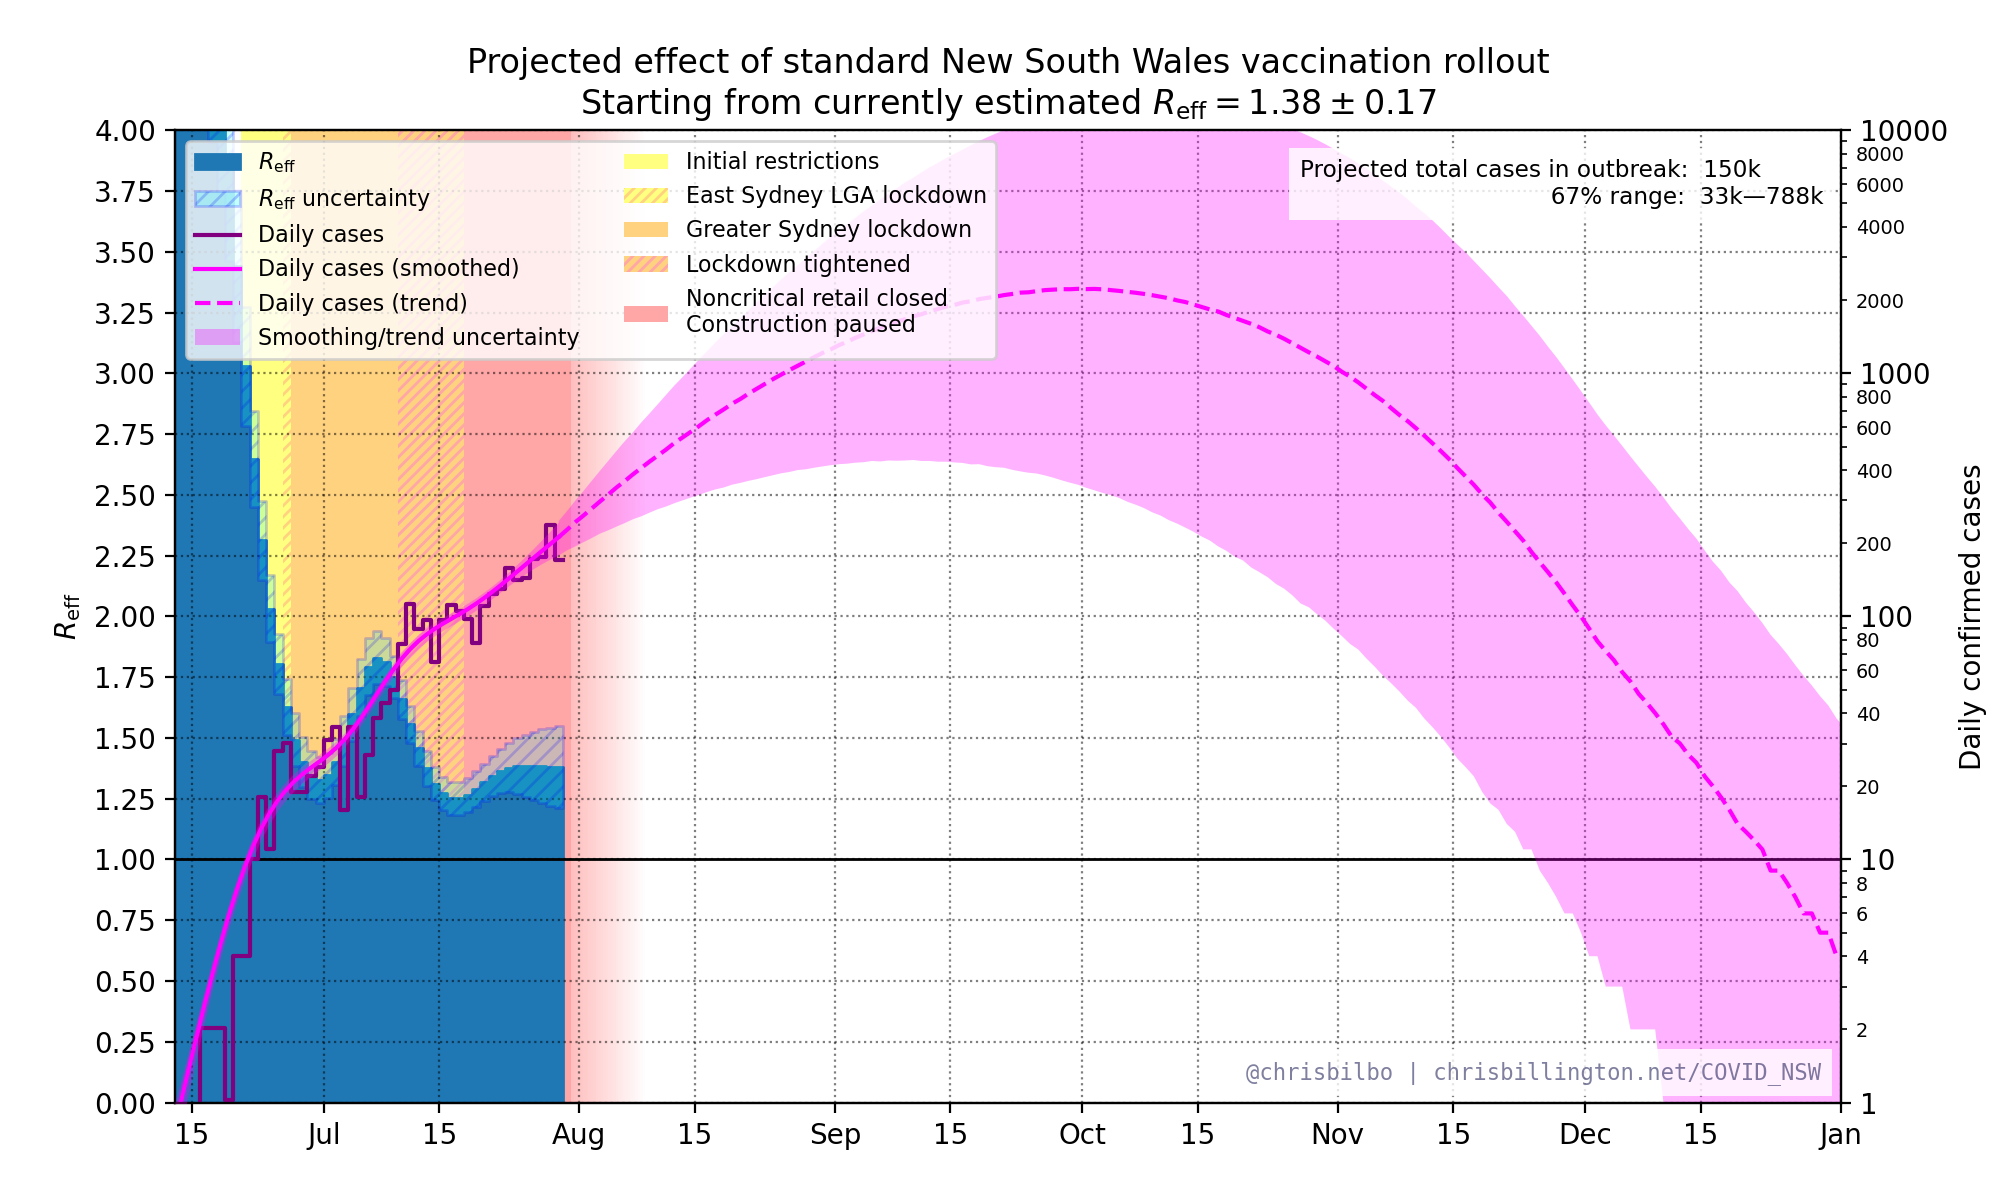 Projected effect of standard New South Wales vaccination rollout
Starting from currently estimated R_eff = 1.38 ± 0.17
R_eff
R_eff uncertainty
Daily cases
Daily cases (smoothed)
Daily cases (trend)
Smoothing/trend uncertainty
Initial restrictions
East Sydney LGA lockdown
Greater Sydney lockdown
Lockdown tightened
Noncritical retail closed
Construction paused
Projected total cases in outbreak: 150k
67% range: 33k—788k
4.00
3.75
3.50
3.25
3.00
2.75
2.50
2.25
2.00
1.75
1.50
1.25
1.00
0.75
0.50
0.25
0.00
R_eff
10000
8000
6000
4000
2000
1000
800
600
400
200
100
80
60
40
20
10
8
6
4
2
1
Daily confirmed cases
@chrisbilbo | chrisbillington.net/COVID_NSW
15 Jul 15 Aug 15 Sep 15 Oct 15 Nov 15 Dec 15 Jan